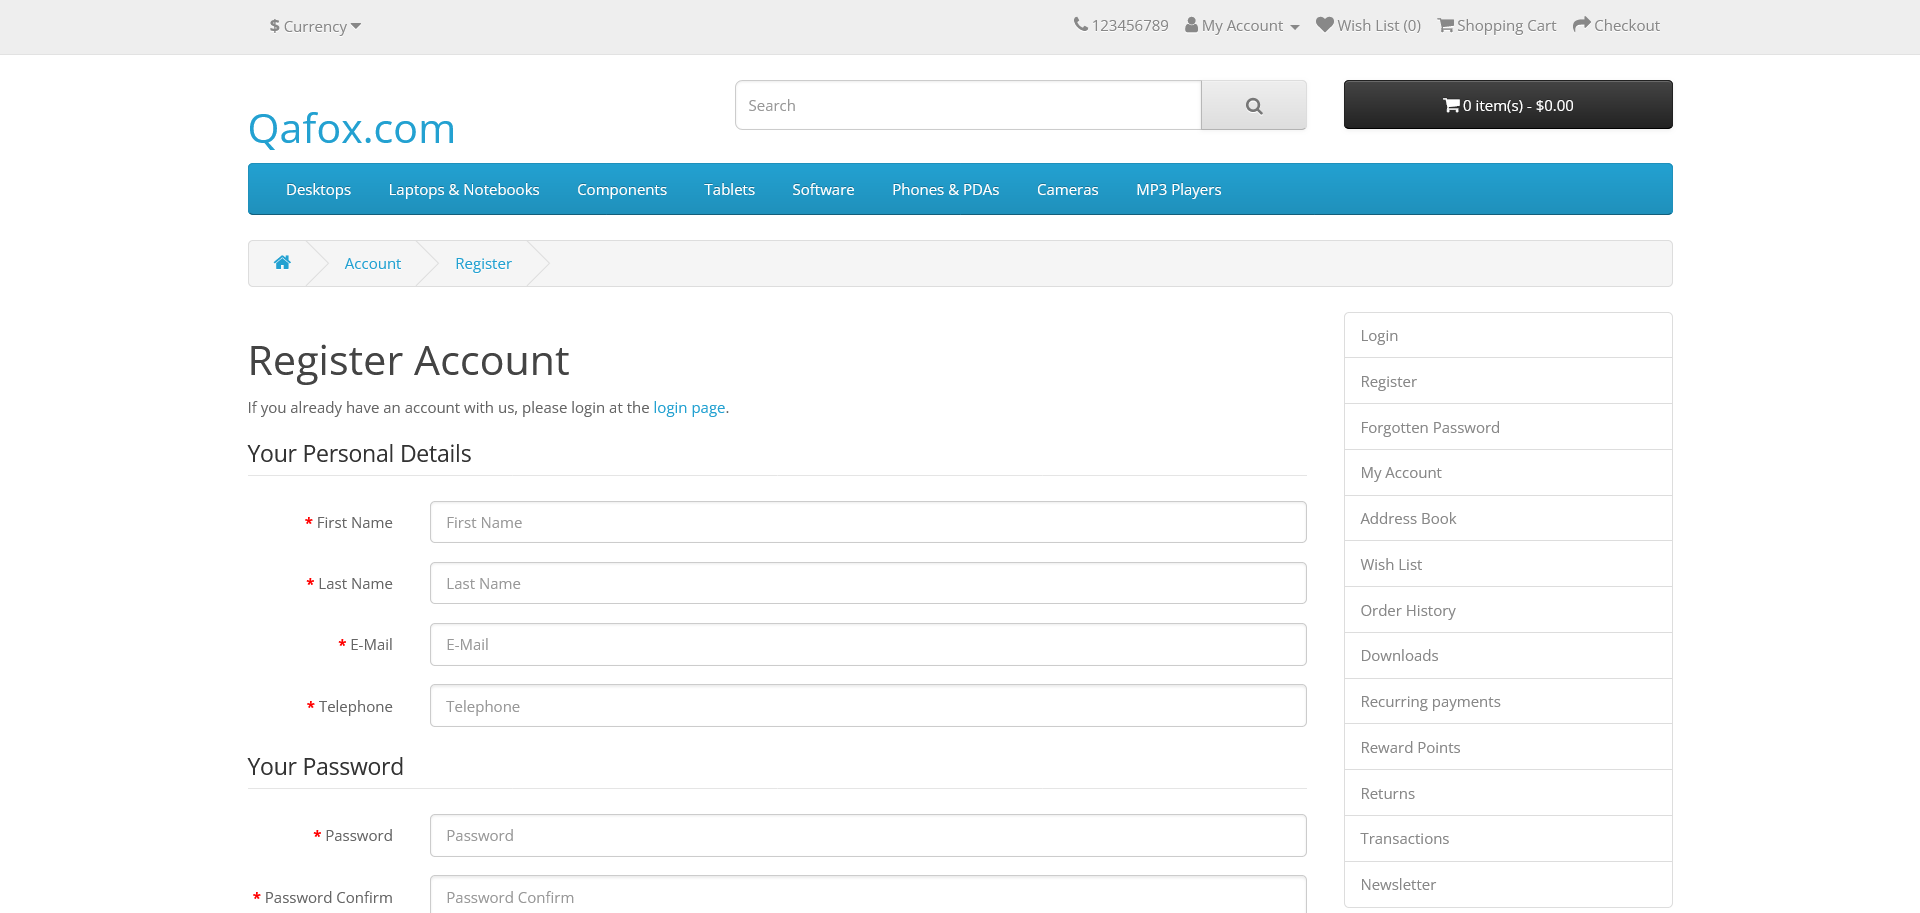 $ Currency
123456789 My Account Wish List (0) Shopping Cart Checkout
Qafox.com
Search
0 item(s) - $0.00
Desktops Laptops & Notebooks Components Tablets Software Phones & PDAs Cameras MP3 Players
Account Register
Register Account
If you already have an account with us, please login at the login page.
Your Personal Details
* First Name First Name
* Last Name Last Name
* E-Mail E-Mail
* Telephone Telephone
Your Password
* Password Password
* Password Confirm Password Confirm
Login
Register
Forgotten Password
My Account
Address Book
Wish List
Order History
Downloads
Recurring payments
Reward Points
Returns
Transactions
Newsletter